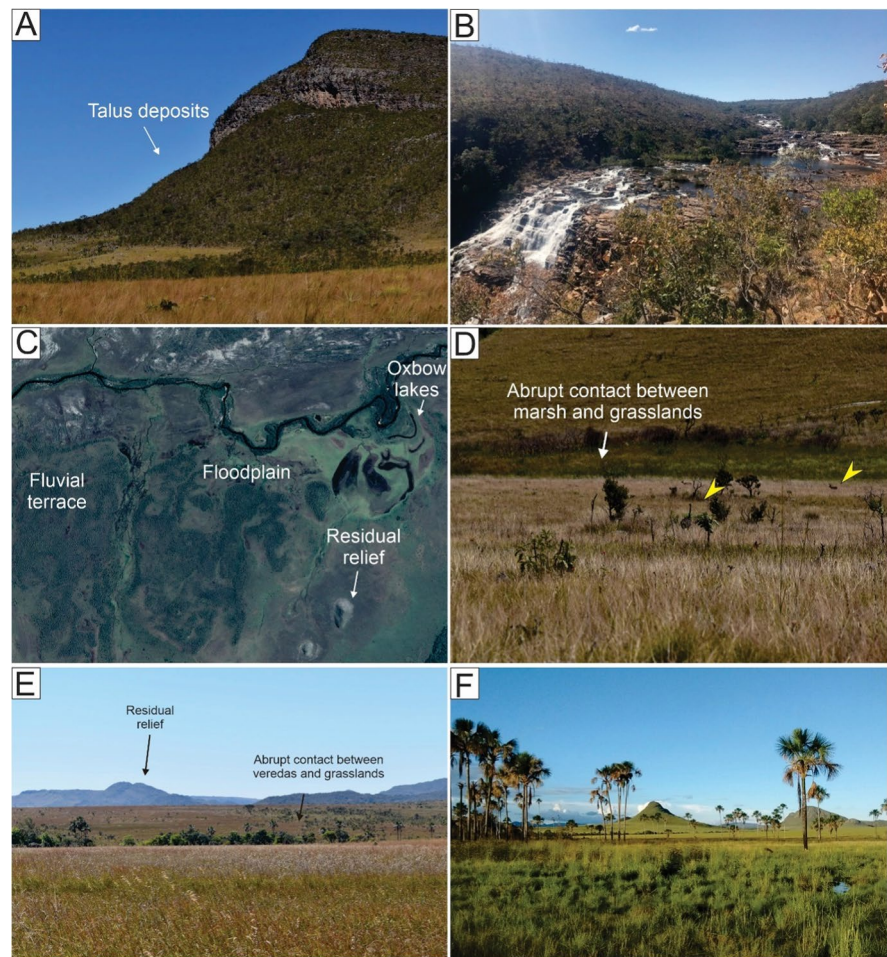 A
Talus deposits
B
C
Oxbow
lakes
Fluvial
terrace
Floodplain
Residual
relief
D
Abrupt contact between
marsh and grasslands
E
Residual
relief
Abrupt contact between
veredas and grasslands
F